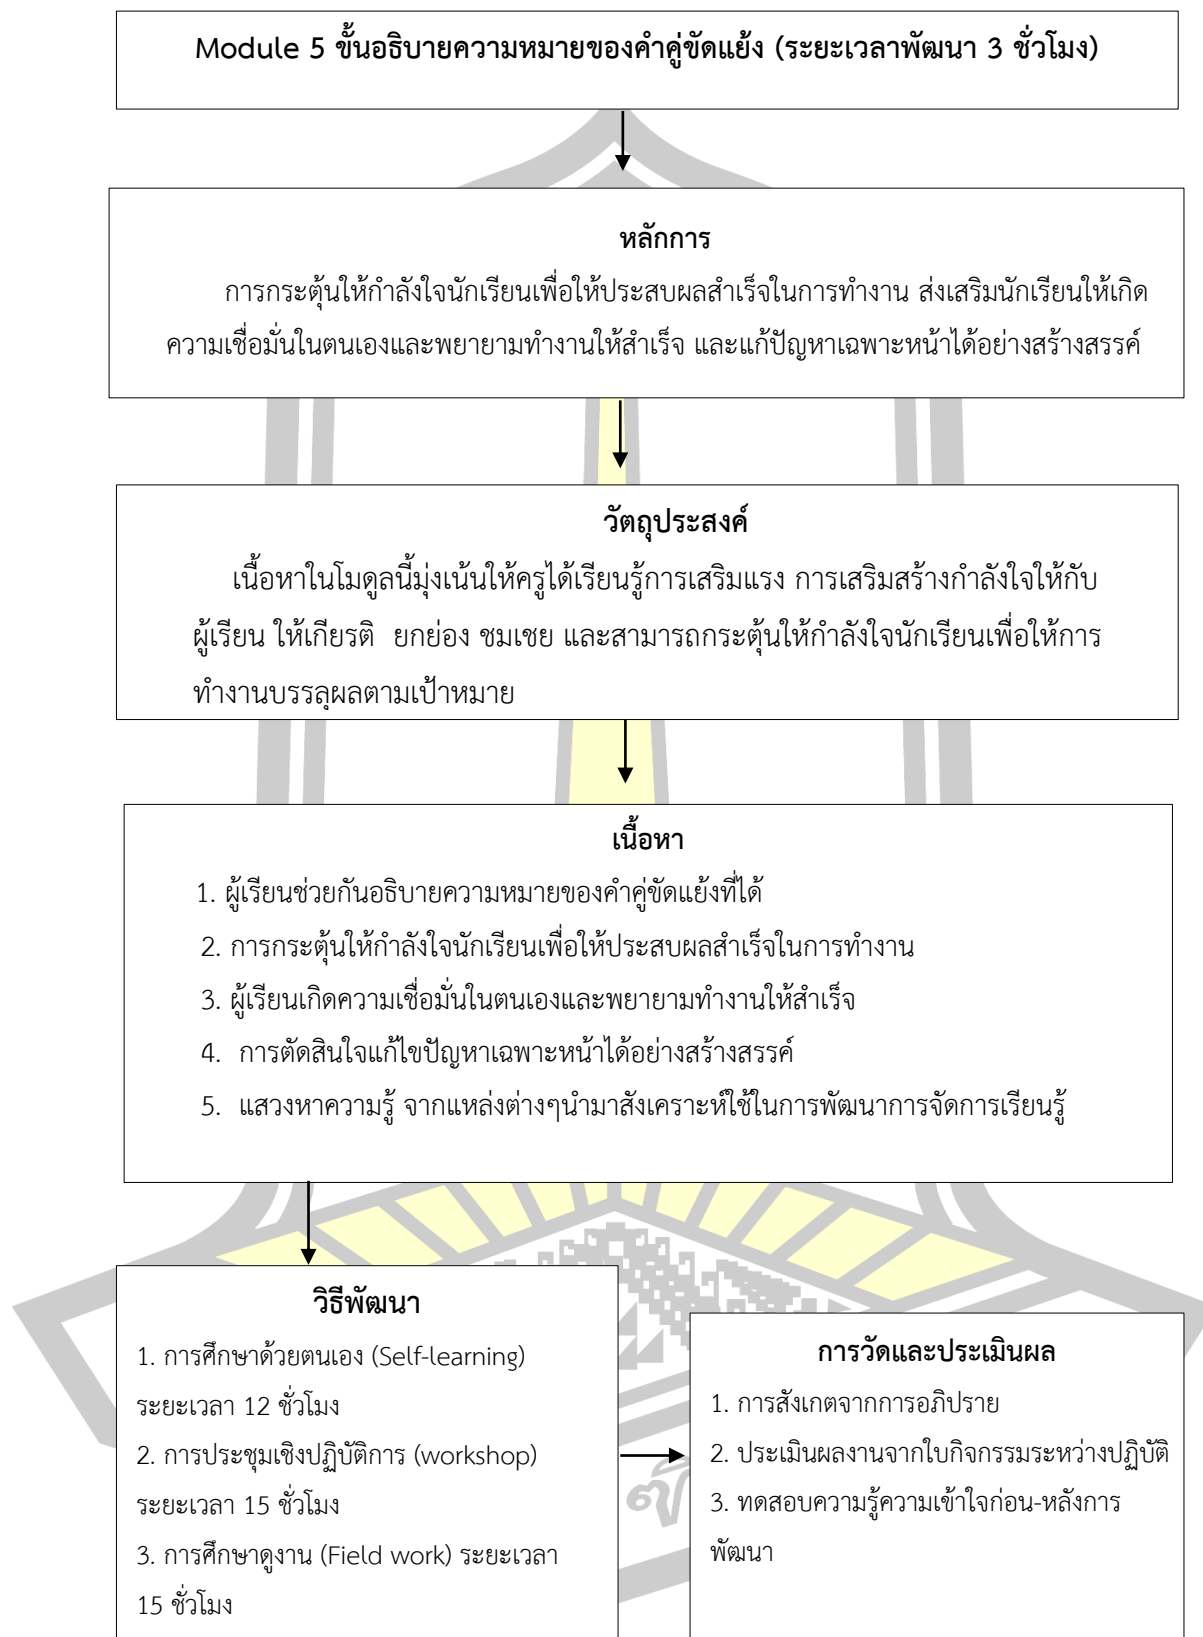 Module 5 ขั้นอธิบายความหมายของคำคู่ขัดแย้ง (ระยะเวลาพัฒนา 3 ชั่วโมง)
หลักการ
การกระตุ้นให้กำลังใจนักเรียนเพื่อให้ประสบผลสำเร็จในการทำงาน ส่งเสริมนักเรียนให้เกิด
ความเชื่อมั่นในตนเองและพยายามทำงานให้สำเร็จ และแก้ปัญหาเฉพาะหน้าได้อย่างสร้างสรรค์
วัตถุประสงค์
เนื้อหาในโมดูลนี้มุ่งเน้นให้ครูได้เรียนรู้การเสริมแรง การเสริมสร้างกำลังใจให้กับ
ผู้เรียน ให้เกียรติ ยกย่อง ชมเชย และสามารถกระตุ้นให้กำลังใจนักเรียนเพื่อให้การ
ทำงานบรรลุผลตามเป้าหมาย
เนื้อหา
1. ผู้เรียนช่วยกันอธิบายความหมายของคำคู่ขัดแย้งที่ได้
2. การกระตุ้นให้กำลังใจนักเรียนเพื่อให้ประสบผลสำเร็จในการทำงาน
3. ผู้เรียนเกิดความเชื่อมั่นในตนเองและพยายามทำงานให้สำเร็จ
4. การตัดสินใจแก้ไขปัญหาเฉพาะหน้าได้อย่างสร้างสรรค์
5. แสวงหาความรู้ จากแหล่งต่างๆนำมาสังเคราะห์ใช้ในการพัฒนาการจัดการเรียนรู้
วิธีพัฒนา
1. การศึกษาด้วยตนเอง (Self-learning)
ระยะเวลา 12 ชั่วโมง
2. การประชุมเชิงปฏิบัติการ (workshop)
ระยะเวลา 15 ชั่วโมง
3. การศึกษาดูงาน (Field work) ระยะเวลา
15 ชั่วโมง
การวัดและประเมินผล
1. การสังเกตจากการอภิปราย
2. ประเมินผลงานจากใบกิจกรรมระหว่างปฏิบัติ
3. ทดสอบความรู้ความเข้าใจก่อน-หลังการ
พัฒนา